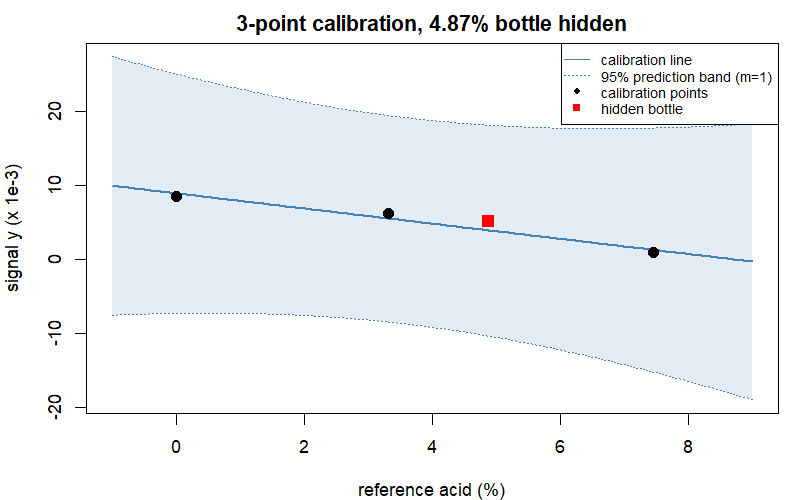 3-point calibration, 4.87% bottle hidden
calibration line
95% prediction band (m=1)
calibration points
hidden bottle
signal y (x 1e-3)
20
10
0
-10
-20
0 2 4 6 8
reference acid (%)